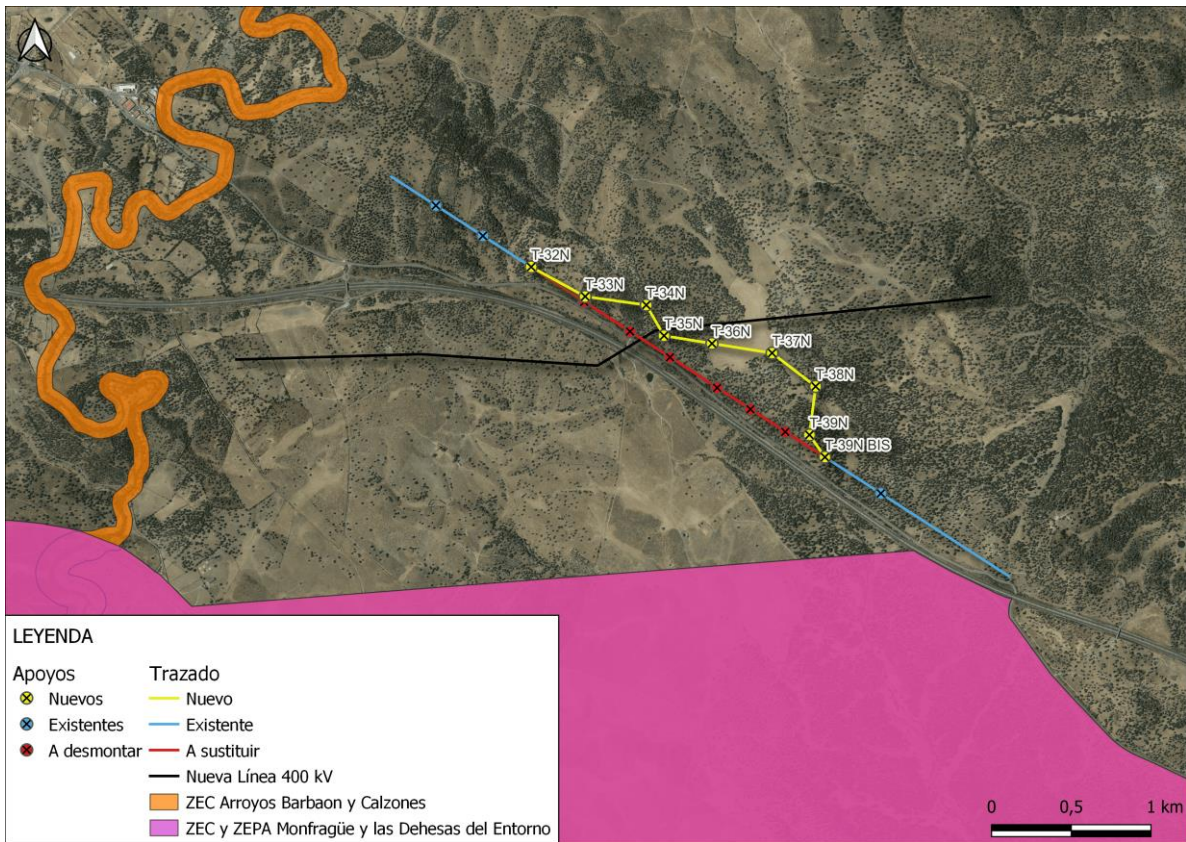 T-32N
T-33N
T-34N
T-35N
T-36N
T-37N
T-38N
T-39N
T-39N BIS
LEYENDA
Apoyos
Nuevos
Existentes
A desmontar
Trazado
Nuevo
Existente
A sustituir
Nueva Línea 400 kV
ZEC Arroyos Barbaon y Calzones
ZEC y ZEPA Monfragüe y las Dehesas del Entorno
0 0,5 1 km